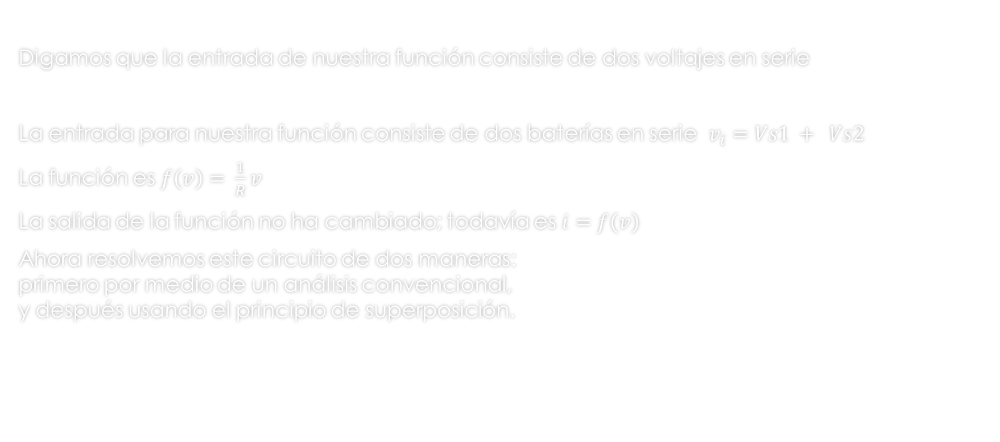 Digamos que la entrada de nuestra función consiste de dos voltajes en serie
La entrada para nuestra función consiste de dos baterías en serie $v_i = Vs1 + Vs2$
La función es $f(v) = \frac{1}{R} v$
La salida de la función no ha cambiado; todavía es $i = f(v)$
Ahora resolvemos este circuito de dos maneras:
primero por medio de un análisis convencional,
y después usando el principio de superposición.